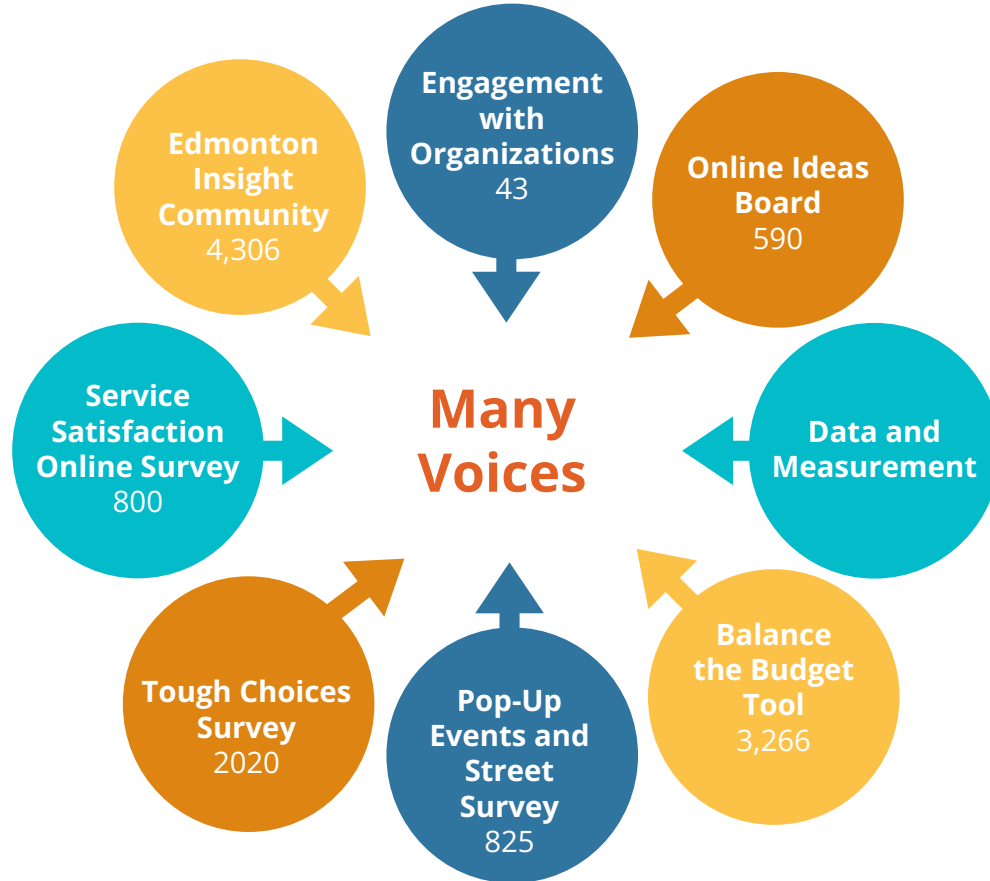 Engagement
with
Organizations
43
Edmonton
Insight
Community
4,306
Online Ideas
Board
590
Service
Satisfaction
Online Survey
800
Many
Voices
Data and
Measurement
Tough Choices
Survey
2020
Pop-Up
Events and
Street
Survey
825
Balance
the Budget
Tool
3,266